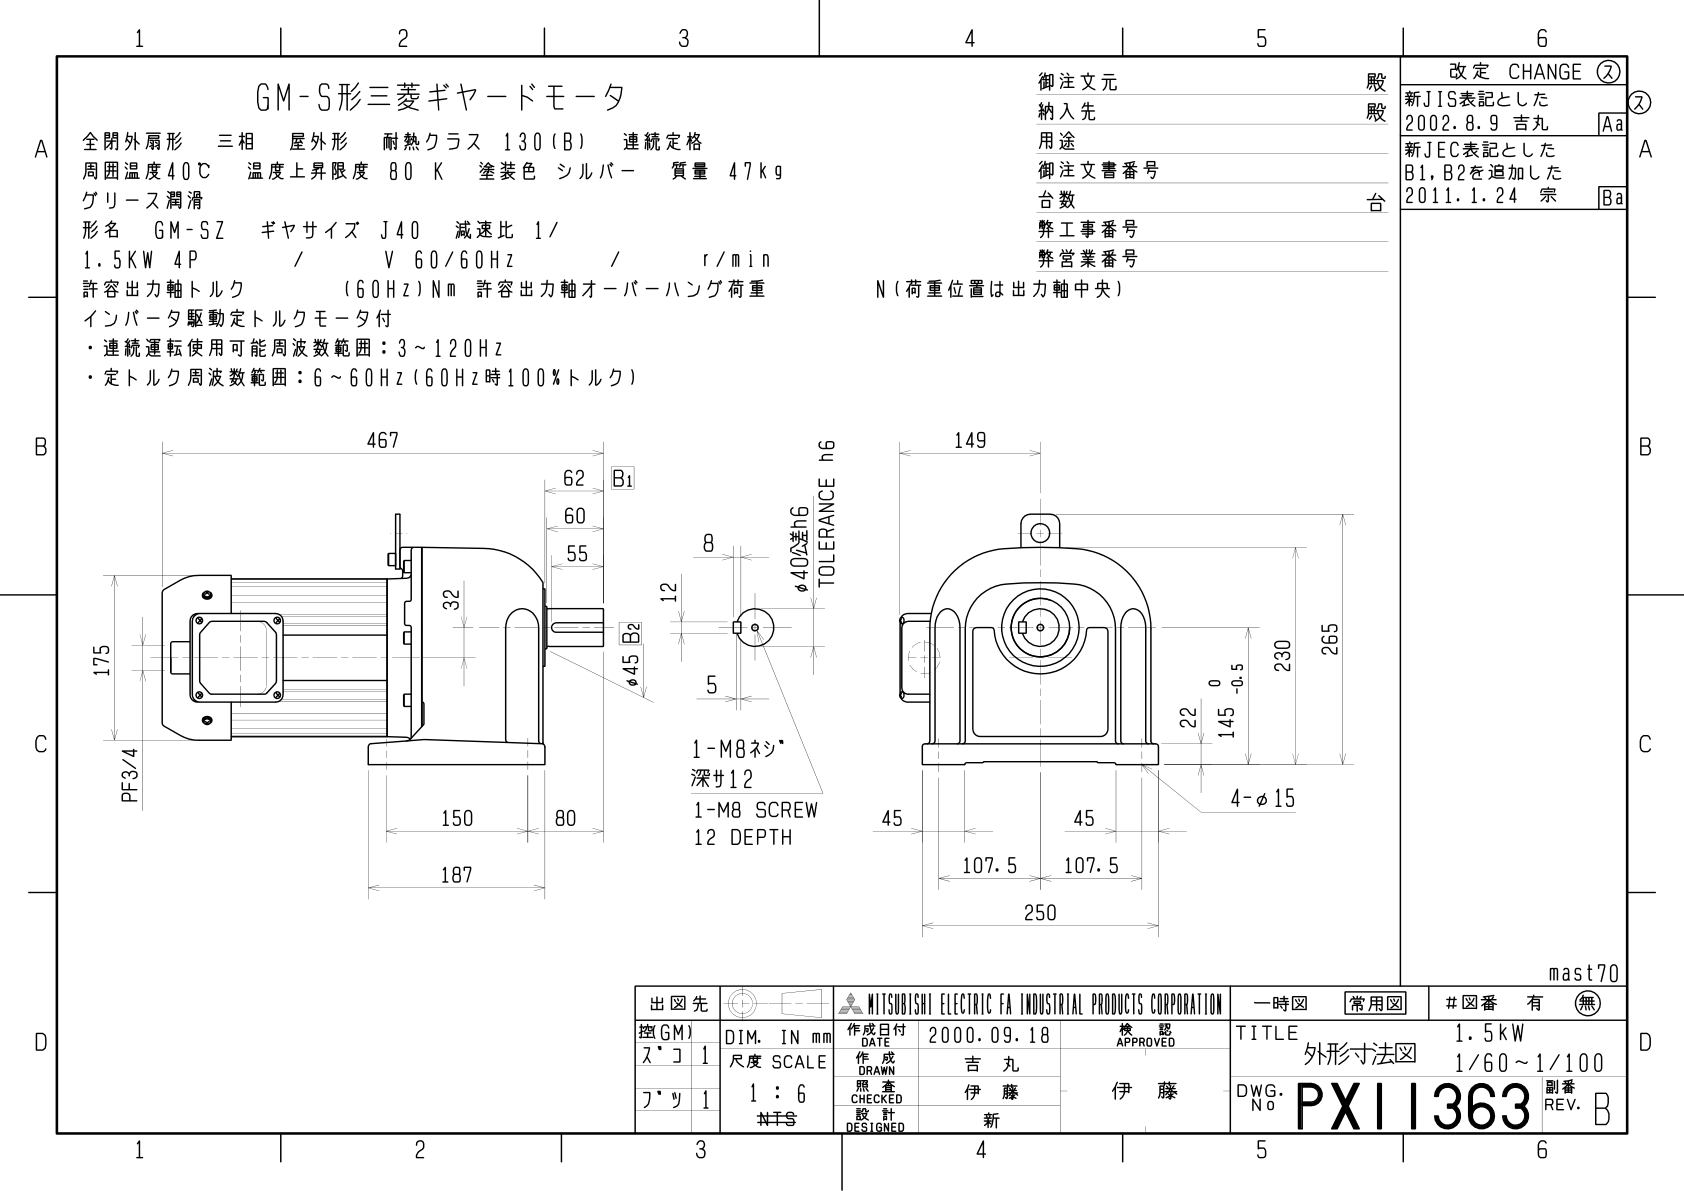 1 2 3 4 5 6
GM-S形三菱ギヤードモータ
全閉外扇形 三相 屋外形 耐熱クラス 130(B) 連続定格
周囲温度40℃ 温度上昇限度 80 K 塗装色 シルバー 質量 47kg
グリース潤滑
形名 GM-SZ ギヤサイズ J40 減速比 1/
1.5KW 4P / V 60/60Hz / r/min
許容出力軸トルク (60Hz)Nm 許容出力軸オーバーハング荷重 N(荷重位置は出力軸中央)
インバータ駆動定トルクモータ付
・連続運転使用可能周波数範囲：3～120Hz
・定トルク周波数範囲：6～60Hz(60Hz時100%トルク)
御注文元 殿
納入先 殿
用途
御注文書番号
台数 台
弊工事番号
弊営業番号
改定 CHANGE ス
ス
新JIS表記とした
2002.8.9 吉丸 Aa
新JEC表記とした
B1,B2を追加した
2011.1.24 宗 Ba
A A
B B
C C
D D
467
62 B1
60
55
32
175
PF3/4
B2
φ45
150 80
187
8
12
5
φ40公差h6
TOLERANCE h6
1-M8ネジ
深サ12
1-M8 SCREW
12 DEPTH
149
265
230
145 0 -0.5
22
4-φ15
45 45
107.5 107.5
250
mast70
出図先
控(GM)
ズコ 1
ブツ 1
DIM. IN mm
尺度 SCALE
1 : 6
NTS
MITSUBISHI ELECTRIC FA INDUSTRIAL PRODUCTS CORPORATION
作成日付 DATE 2000.09.18
作成 DRAWN 吉丸
照査 CHECKED 伊藤
設計 DESIGNED 新
検認 APPROVED
伊藤
一時図 常用図 #図番 有 無
TITLE 外形寸法図
1.5kW
1/60～1/100
DWG. No PX11363
副番 REV. B
1 2 3 4 5 6